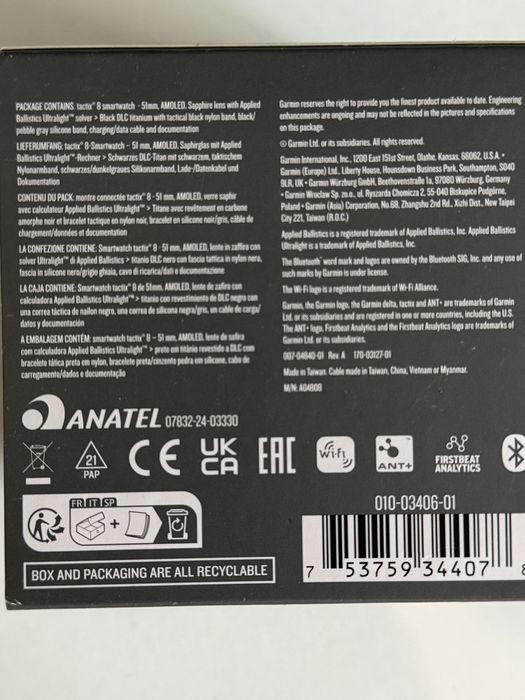 PACKAGE CONTAINS: tactix® 8 smartwatch - 51mm, AMOLED, Sapphire lens with Applied
Ballistics Ultralight™ solver > Black DLC titanium with tactical black nylon band, black/
pebble gray silicone band, charging/data cable and documentation
LIEFERUMFANG: tactix® 8-Smartwatch – 51 mm, AMOLED, Saphirglas mit Applied
Ballistics Ultralight™-Rechner > Schwarzes DLC-Titan mit schwarzem, taktischem
Nylonarmband, schwarzes/dunkelgraues Silikonarmband, Lade-/Datenkabel und
Dokumentation
CONTENU DU PACK: montre connectée tactix® 8 - 51 mm, AMOLED, verre saphir
avec calculateur Applied Ballistics Ultralight™ > Titane avec revêtement en carbone
amorphe noir et bracelet tactique en nylon noir, bracelet en silicone noir/gris, câble de
chargement/données et documentation
LA CONFEZIONE CONTIENE: Smartwatch tactix® 8 - 51 mm, AMOLED, lente in zaffiro con
solver Ultralight™ di Applied Ballistics > titanio DLC nero con fascia tattica in nylon nera,
fascia in silicone nero/grigio ghiaia, cavo di ricarica/dati e documentazione
LA CAJA CONTIENE: Smartwatch tactix® 8 de 51mm, AMOLED, lente de zafiro con
calculadora Applied Ballistics Ultralight™ > titanio con revestimiento de DLC negro con
una correa táctica de nailon negro, una correa de silicona negra/gris, un cable de carga/
datos y documentación
A EMBALAGEM CONTÉM: smartwatch tactix® 8 – 51 mm, AMOLED, lente de safira
com calculadora Applied Ballistics Ultralight™ > preto em titânio revestido a DLC com
bracelete tática preta em nylon, bracelete preta/cinzento pedra em silicone, cabo de
carregamento/dados e documentação
Garmin reserves the right to provide you the finest product available to date. Engineering
enhancements are ongoing and may not be reflected in the pictures and specifications
on this package.
© Garmin Ltd. or its subsidiaries. All rights reserved.
Garmin International, Inc., 1200 East 151st Street, Olathe, Kansas, 66062, U.S.A. •
Garmin (Europe) Ltd., Liberty House, Hounsdown Business Park, Southampton, SO40
9LR, UK • Garmin Würzburg GmbH, Beethovenstraße 1a, 97080 Würzburg, Germany
• Garmin Wrocław Sp. z o.o., ul. Ryszarda Chomicza 2, 55-040 Biskupice Podgórne,
Poland • Garmin (Asia) Corporation, No.68, Zhangshu 2nd Rd., Xizhi Dist., New Taipei
City 221, Taiwan (R.O.C.)
Applied Ballistics is a registered trademark of Applied Ballistics, Inc. Applied Ballistics
Ultralight is a trademark of Applied Ballistics, Inc.
The Bluetooth® word mark and logos are owned by the Bluetooth SIG, Inc. and any use of
such marks by Garmin is under license.
The Wi-Fi logo is a registered trademark of Wi-Fi Alliance.
Garmin, the Garmin logo, the Garmin delta, tactix and ANT+ are trademarks of Garmin
Ltd. or its subsidiaries and are registered in one or more countries, including the U.S.
The ANT+ logo, Firstbeat Analytics and the Firstbeat Analytics logo are trademarks of
Garmin Ltd. or its subsidiaries.
007-04840-01 Rev A 170-03127-01
Made in Taiwan. Cable made in Taiwan, China, Vietnam or Myanmar.
M/N: A04808
ANATEL 07832-24-03330
21
PAP
CE
UK
CA
EAC
Wi-Fi
ANT+
FIRSTBEAT
ANALYTICS
FR IT SP
+
BOX AND PACKAGING ARE ALL RECYCLABLE
010-03406-01
7 53759 34407